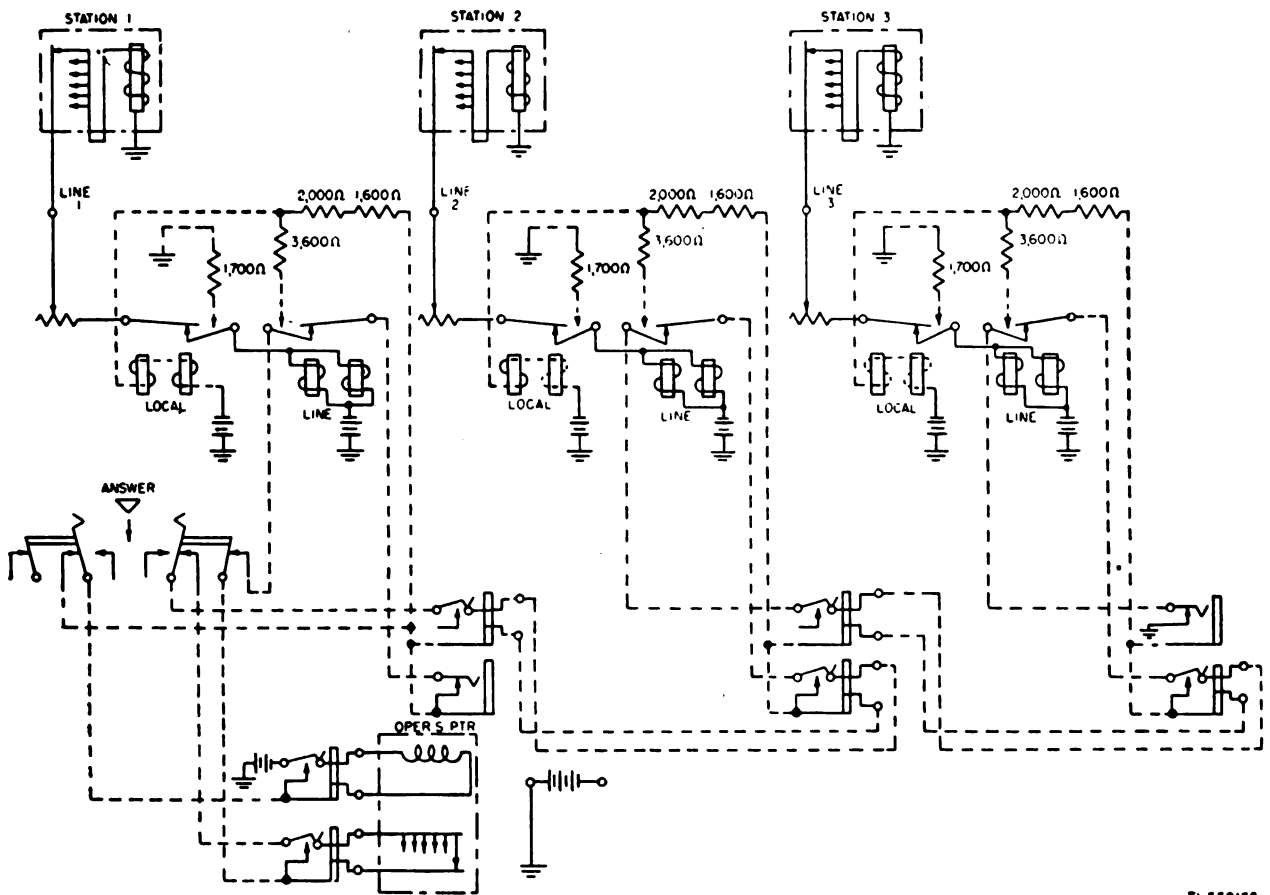 STATION 1
STATION 2
STATION 3
LINE 1
2,000Ω 1,600Ω
3,600Ω
1,700Ω
LINE 2
2,000Ω 1,600Ω
3,600Ω
1,700Ω
LINE 3
2,000Ω 1,600Ω
3,600Ω
1,700Ω
LOCAL
LINE
LOCAL
LINE
LOCAL
LINE
ANSWER
OPER'S PTR